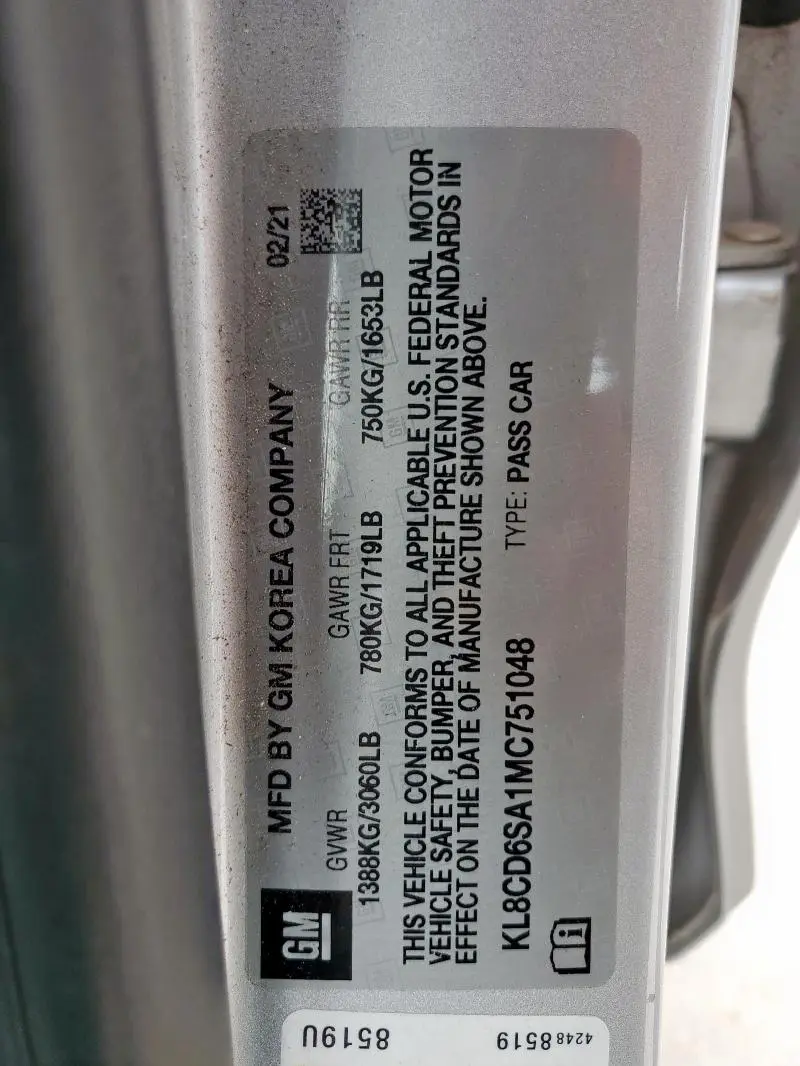 GM
MFD BY GM KOREA COMPANY 02/21
GVWR GAWR FRT GAWR RR
1388KG/3060LB 780KG/1719LB 750KG/1653LB
THIS VEHICLE CONFORMS TO ALL APPLICABLE U.S. FEDERAL MOTOR
VEHICLE SAFETY, BUMPER, AND THEFT PREVENTION STANDARDS IN
EFFECT ON THE DATE OF MANUFACTURE SHOWN ABOVE.
KL8CD6SA1MC751048 TYPE: PASS CAR
8519U
42488519